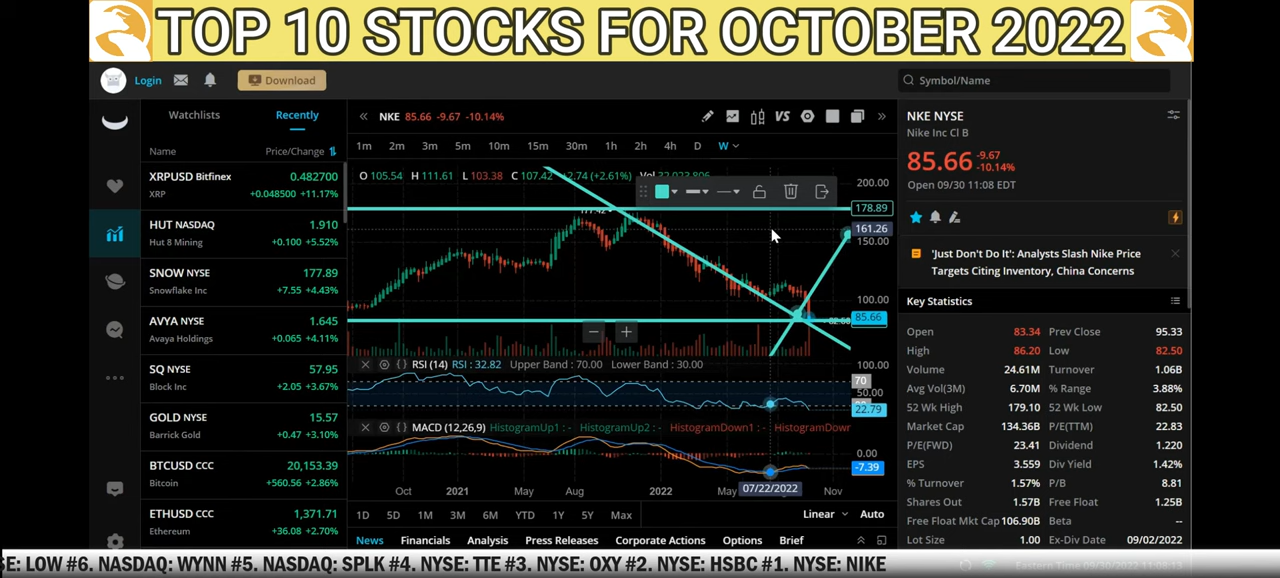 TOP 10 STOCKS FOR OCTOBER 2022
Login
Download
Symbol/Name
Watchlists
Recently
Name
Price/Change
XRPUSD Bitfinex 0.482700
XRP +0.048500 +11.17%
HUT NASDAQ 1.910
Hut 8 Mining +0.100 +5.52%
SNOW NYSE 177.89
Snowflake Inc +7.55 +4.43%
AVYA NYSE 1.645
Avaya Holdings +0.065 +4.11%
SQ NYSE 57.95
Block Inc +2.05 +3.67%
GOLD NYSE 15.57
Barrick Gold +0.47 +3.10%
BTCUSD CCC 20,153.39
Bitcoin +560.56 +2.86%
ETHUSD CCC 1,371.71
Ethereum +36.08 +2.70%
NKE 85.66 -9.67 -10.14%
VS
1m 2m 3m 5m 10m 15m 30m 1h 2h 4h D W
O 105.54 H 111.61 L 103.38 C 107.42 +2.74 (+2.61%)
200.00
178.89
161.26
150.00
100.00
85.66
RSI (14) RSI : 32.82 Upper Band : 70.00 Lower Band : 30.00
100.00
70
50.00
22.79
MACD (12,26,9) HistogramUp1 : - HistogramUp2 : - HistogramDown1 : - HistogramDowr
0.00
-7.39
Oct 2021 May Aug 2022 May 07/22/2022 Nov
1D 5D 1M 3M 6M YTD 1Y 5Y Max
Linear Auto
News Financials Analysis Press Releases Corporate Actions Options Brief
NKE NYSE
Nike Inc Cl B
85.66 -9.67
-10.14%
Open 09/30 11:08 EDT
'Just Don't Do It': Analysts Slash Nike Price
Targets Citing Inventory, China Concerns
Key Statistics
Open 83.34 Prev Close 95.33
High 86.20 Low 82.50
Volume 24.61M Turnover 1.06B
Avg Vol(3M) 6.70M % Range 3.88%
52 Wk High 179.10 52 Wk Low 82.50
Market Cap 134.36B P/E(TTM) 22.83
P/E(FWD) 23.41 Dividend 1.220
EPS 3.559 Div Yield 1.42%
% Turnover 1.57% P/B 8.81
Shares Out 1.57B Free Float 1.25B
Free Float Mkt Cap 106.90B Beta --
Lot Size 1.00 Ex-Div Date 09/02/2022
SE: LOW #6. NASDAQ: WYNN #5. NASDAQ: SPLK #4. NYSE: TTE #3. NYSE: OXY #2. NYSE: HSBC #1. NYSE: NIKE